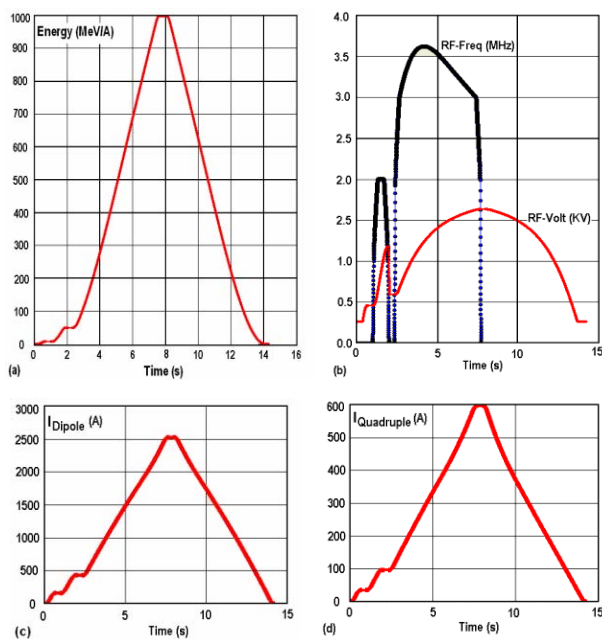 Energy (MeV/A)
1000
900
800
700
600
500
400
300
200
100
0
0 2 4 6 8 10 12 14 16
(a)
Time (s)
RF-Freq (MHz)
RF-Volt (KV)
4.0
3.5
3.0
2.5
2.0
1.5
1.0
0.5
0.0
0 5 10 15
(b)
Time (s)
I Dipole (A)
3000
2500
2000
1500
1000
500
0
0 5 10 15
(c)
Time (s)
I Quadruple (A)
600
500
400
300
200
100
0
0 5 10 15
(d)
Time (s)